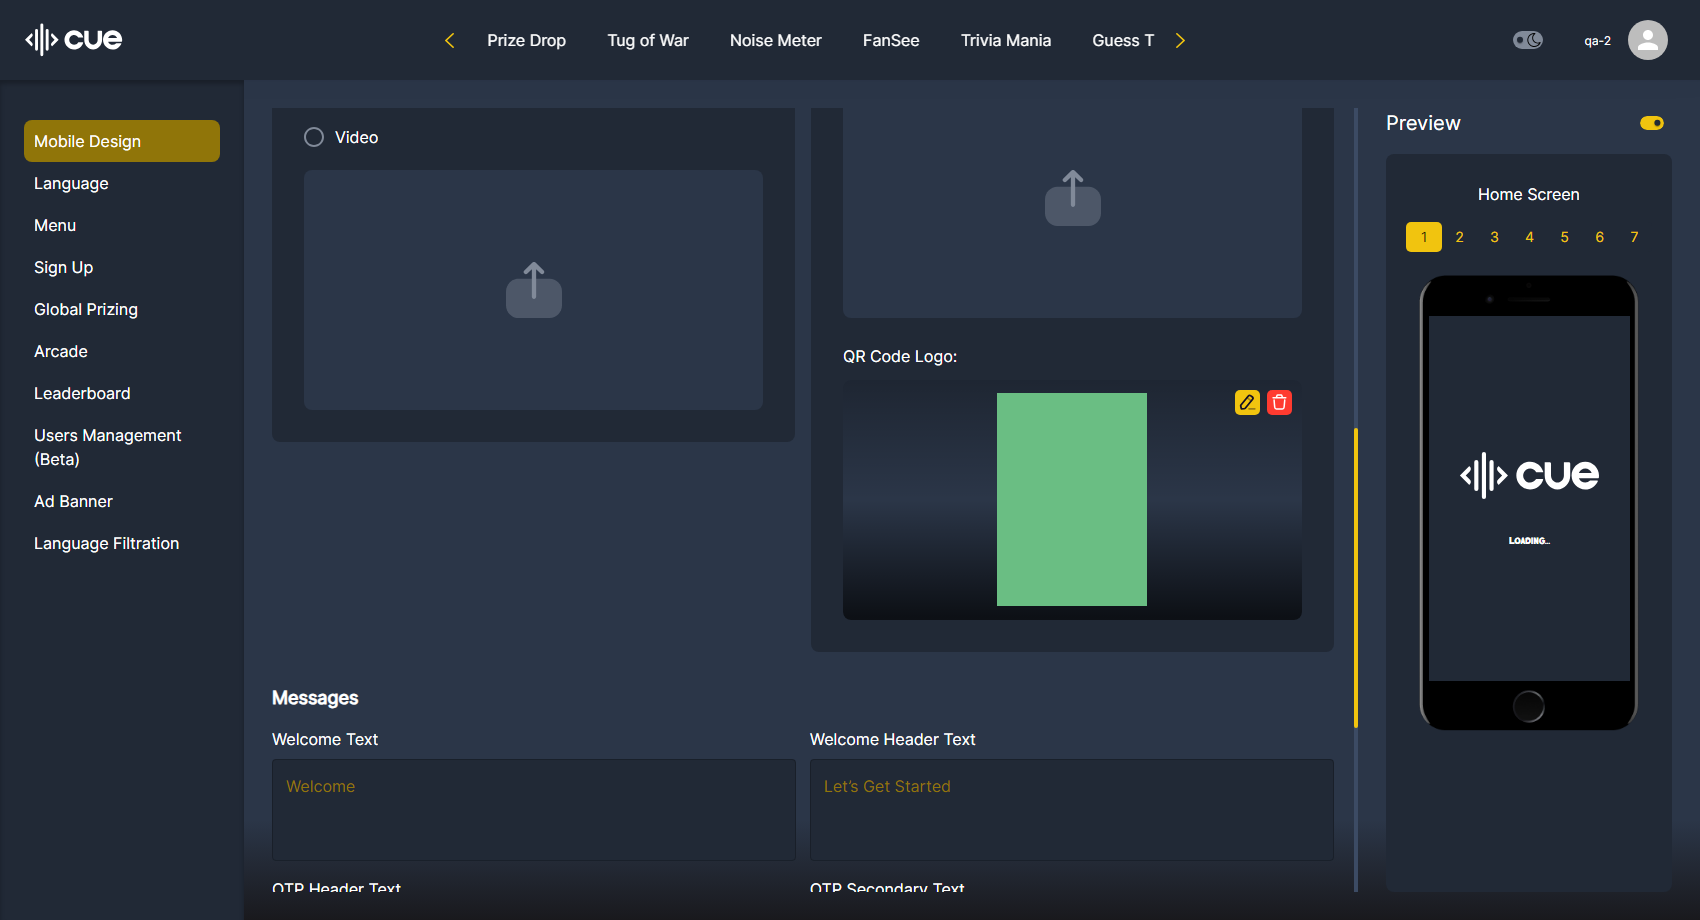 cue
Prize Drop
Tug of War
Noise Meter
FanSee
Trivia Mania
Guess T
qa-2
Mobile Design
Language
Menu
Sign Up
Global Prizing
Arcade
Leaderboard
Users Management
(Beta)
Ad Banner
Language Filtration
Video
QR Code Logo:
Messages
Welcome Text
Welcome Header Text
Welcome
Let's Get Started
OTP Header Text
OTP Secondary Text
Preview
Home Screen
1 2 3 4 5 6 7
cue
LOADING...